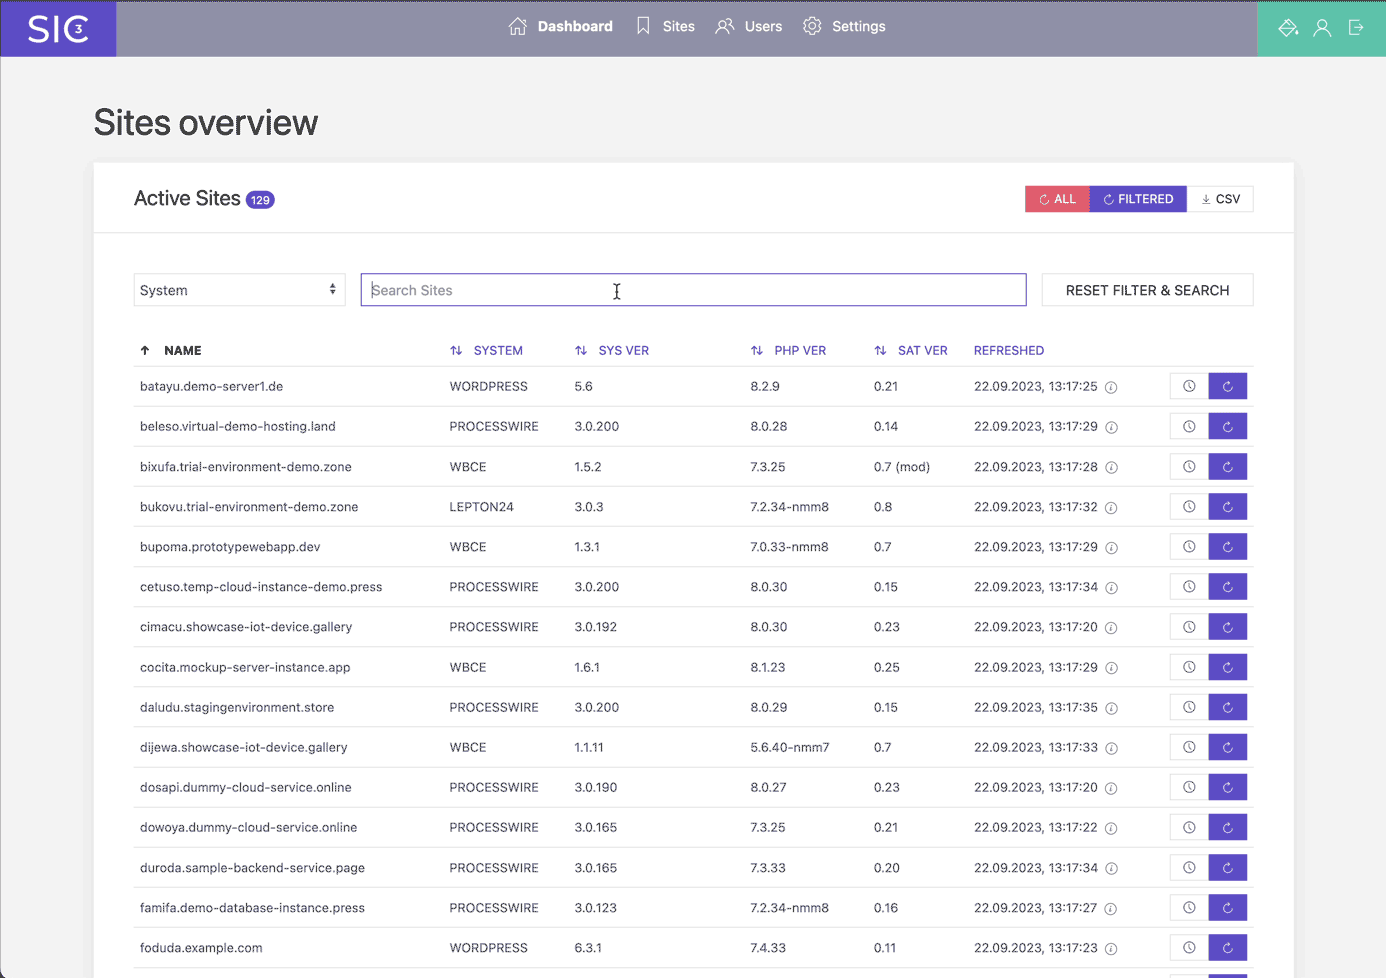 SIC 3
Dashboard Sites Users Settings
Sites overview
Active Sites 129
ALL FILTERED CSV
System Search Sites RESET FILTER & SEARCH
NAME SYSTEM SYS VER PHP VER SAT VER REFRESHED
batayu.demo-server1.de WORDPRESS 5.6 8.2.9 0.21 22.09.2023, 13:17:25
beleso.virtual-demo-hosting.land PROCESSWIRE 3.0.200 8.0.28 0.14 22.09.2023, 13:17:29
bixufa.trial-environment-demo.zone WBCE 1.5.2 7.3.25 0.7 (mod) 22.09.2023, 13:17:28
bukovu.trial-environment-demo.zone LEPTON24 3.0.3 7.2.34-nmm8 0.8 22.09.2023, 13:17:32
bupoma.prototypewebapp.dev WBCE 1.3.1 7.0.33-nmm8 0.7 22.09.2023, 13:17:29
cetuso.temp-cloud-instance-demo.press PROCESSWIRE 3.0.200 8.0.30 0.15 22.09.2023, 13:17:34
cimacu.showcase-iot-device.gallery PROCESSWIRE 3.0.192 8.0.30 0.23 22.09.2023, 13:17:20
cocita.mockup-server-instance.app WBCE 1.6.1 8.1.23 0.25 22.09.2023, 13:17:29
daludu.stagingenvironment.store PROCESSWIRE 3.0.200 8.0.29 0.15 22.09.2023, 13:17:35
dijewa.showcase-iot-device.gallery WBCE 1.1.11 5.6.40-nmm7 0.7 22.09.2023, 13:17:33
dosapi.dummy-cloud-service.online PROCESSWIRE 3.0.190 8.0.27 0.23 22.09.2023, 13:17:20
dowoya.dummy-cloud-service.online PROCESSWIRE 3.0.165 7.3.25 0.21 22.09.2023, 13:17:22
duroda.sample-backend-service.page PROCESSWIRE 3.0.165 7.3.33 0.20 22.09.2023, 13:17:34
famifa.demo-database-instance.press PROCESSWIRE 3.0.123 7.2.34-nmm8 0.16 22.09.2023, 13:17:27
foduda.example.com WORDPRESS 6.3.1 7.4.33 0.11 22.09.2023, 13:17:23